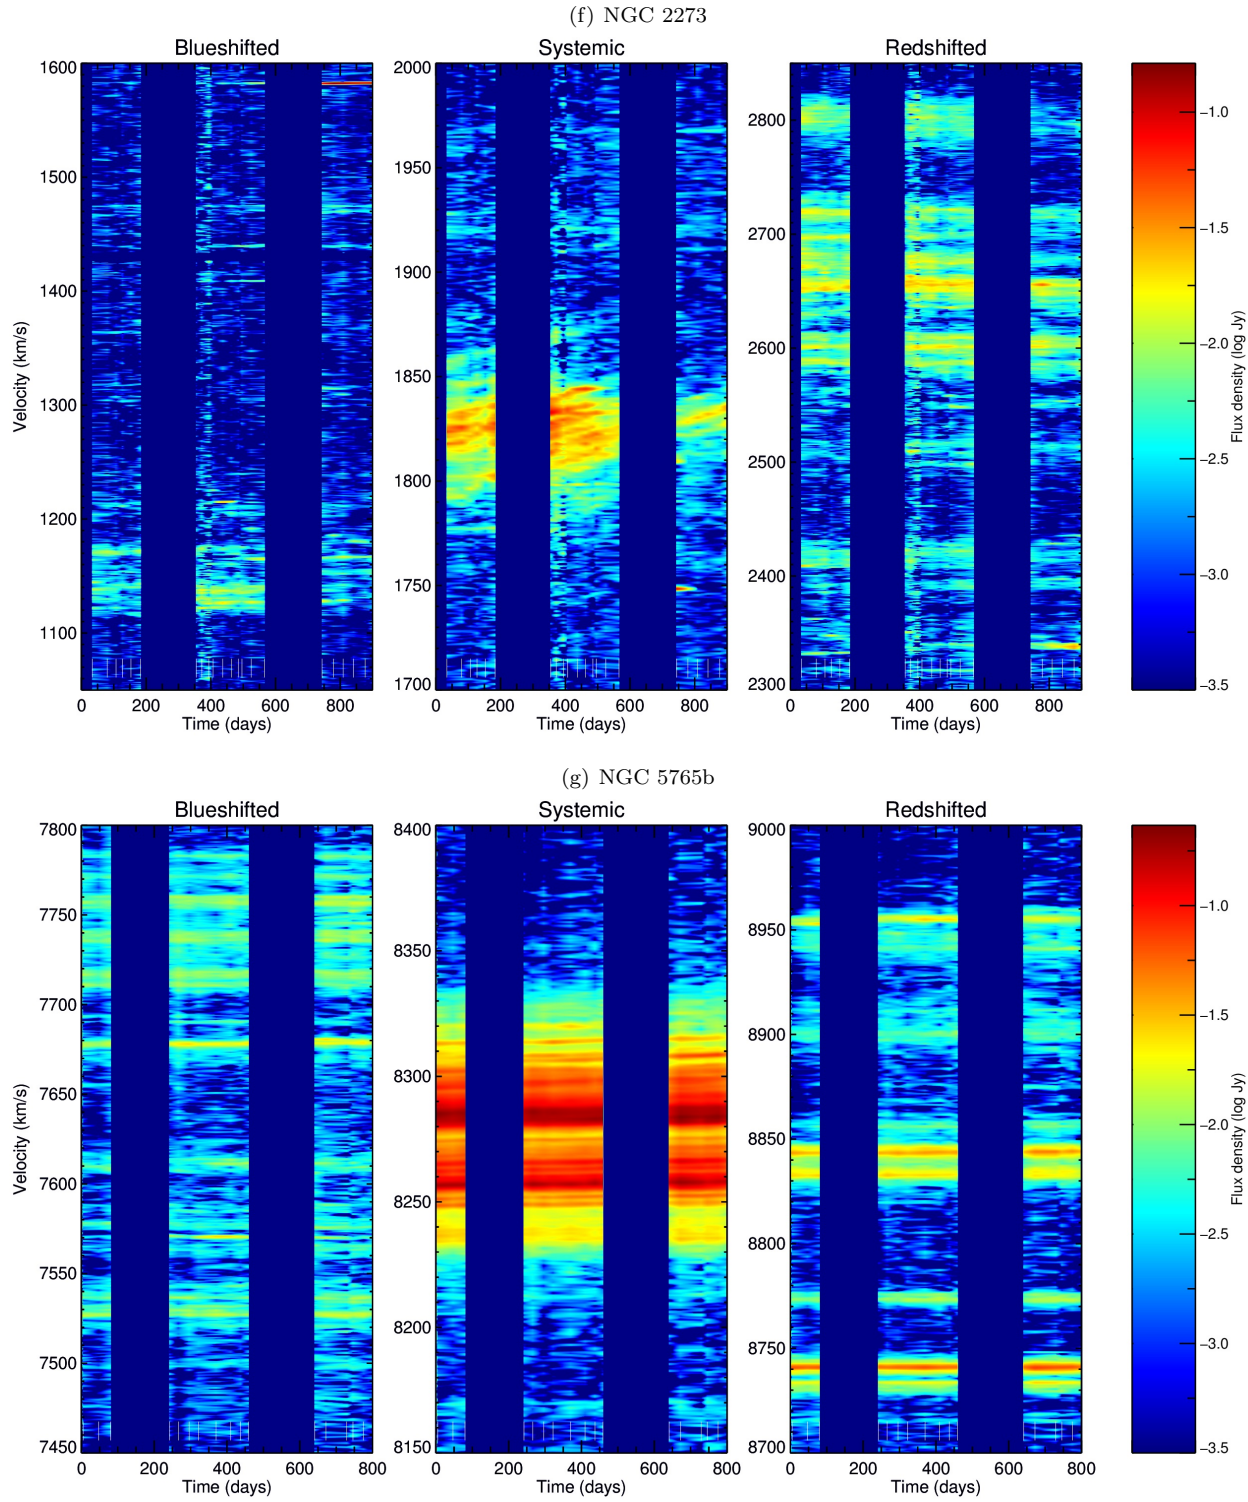 (f) NGC 2273
Blueshifted Systemic Redshifted
Velocity (km/s)
1600
1500
1400
1300
1200
1100
0 200 400 600 800
Time (days)
2000
1950
1900
1850
1800
1750
1700
0 200 400 600 800
Time (days)
2800
2700
2600
2500
2400
2300
0 200 400 600 800
Time (days)
−1.0
−1.5
−2.0
−2.5
−3.0
−3.5
Flux density (log Jy)
(g) NGC 5765b
Blueshifted Systemic Redshifted
Velocity (km/s)
7800
7750
7700
7650
7600
7550
7500
7450
0 200 400 600 800
Time (days)
8400
8350
8300
8250
8200
8150
0 200 400 600 800
Time (days)
9000
8950
8900
8850
8800
8750
8700
0 200 400 600 800
Time (days)
−1.0
−1.5
−2.0
−2.5
−3.0
−3.5
Flux density (log Jy)